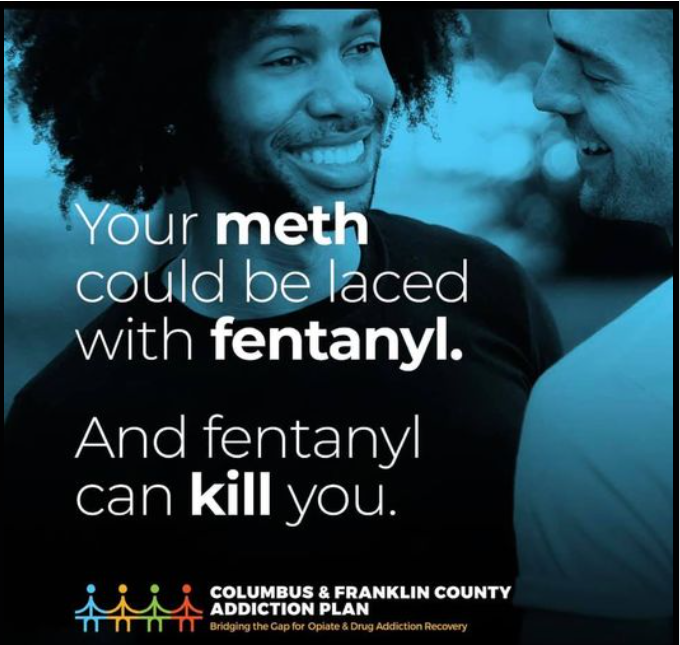 Your meth
could be laced
with fentanyl.
And fentanyl
can kill you.
COLUMBUS & FRANKLIN COUNTY
ADDICTION PLAN
Bridging the Gap for Opiate & Drug Addiction Recovery